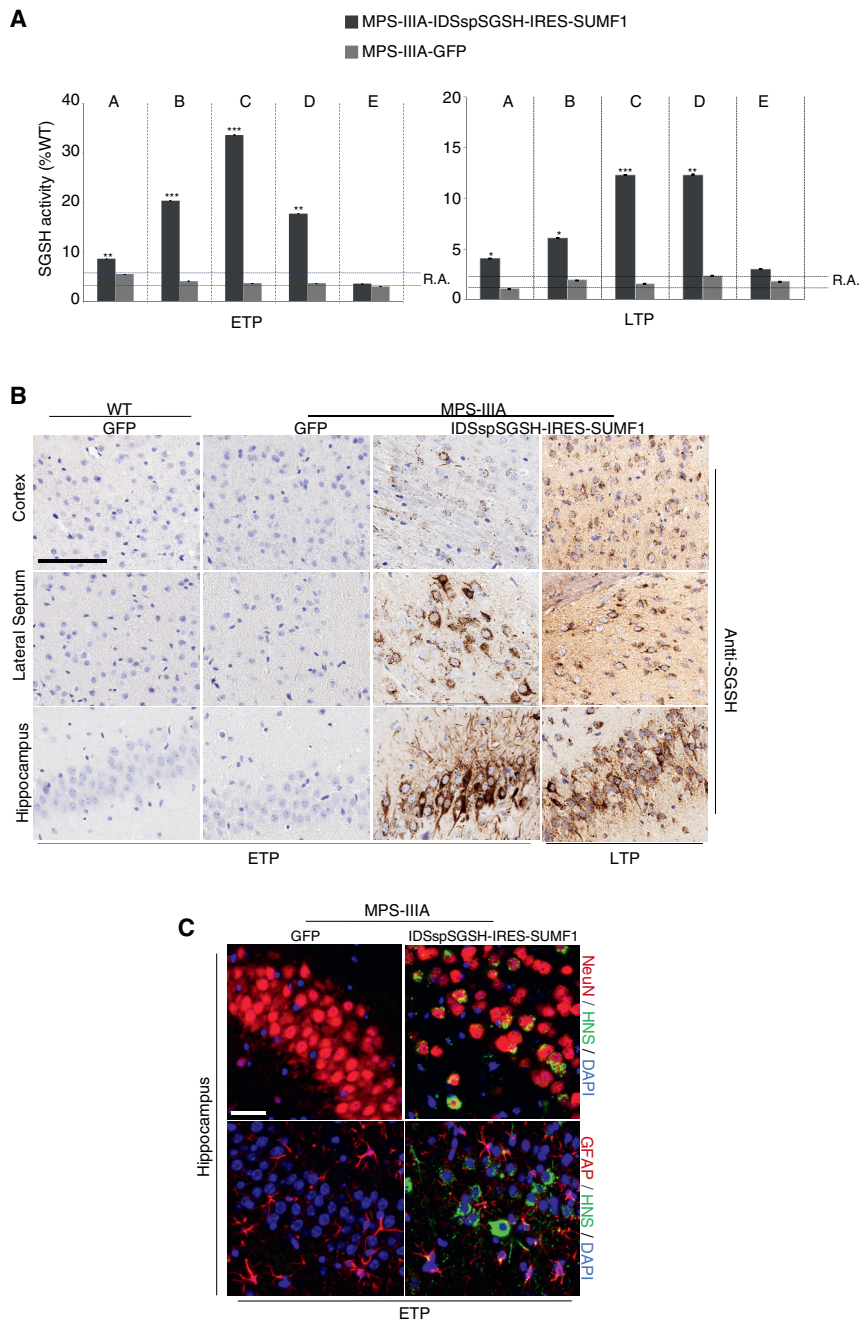 A
MPS-IIIA-IDSspSGSH-IRES-SUMF1
MPS-IIIA-GFP
SGSH activity (%WT)
40
30
20
10
0
A B C D E
** *** *** **
R.A.
ETP
20
15
10
5
0
A B C D E
* * *** **
R.A.
LTP
B
WT MPS-IIIA
GFP GFP IDSspSGSH-IRES-SUMF1
Cortex
Lateral Septum
Hippocampus
Antti-SGSH
ETP LTP
C
MPS-IIIA
GFP IDSspSGSH-IRES-SUMF1
Hippocampus
NeuN / HNS / DAPI
GFAP / HNS / DAPI
ETP